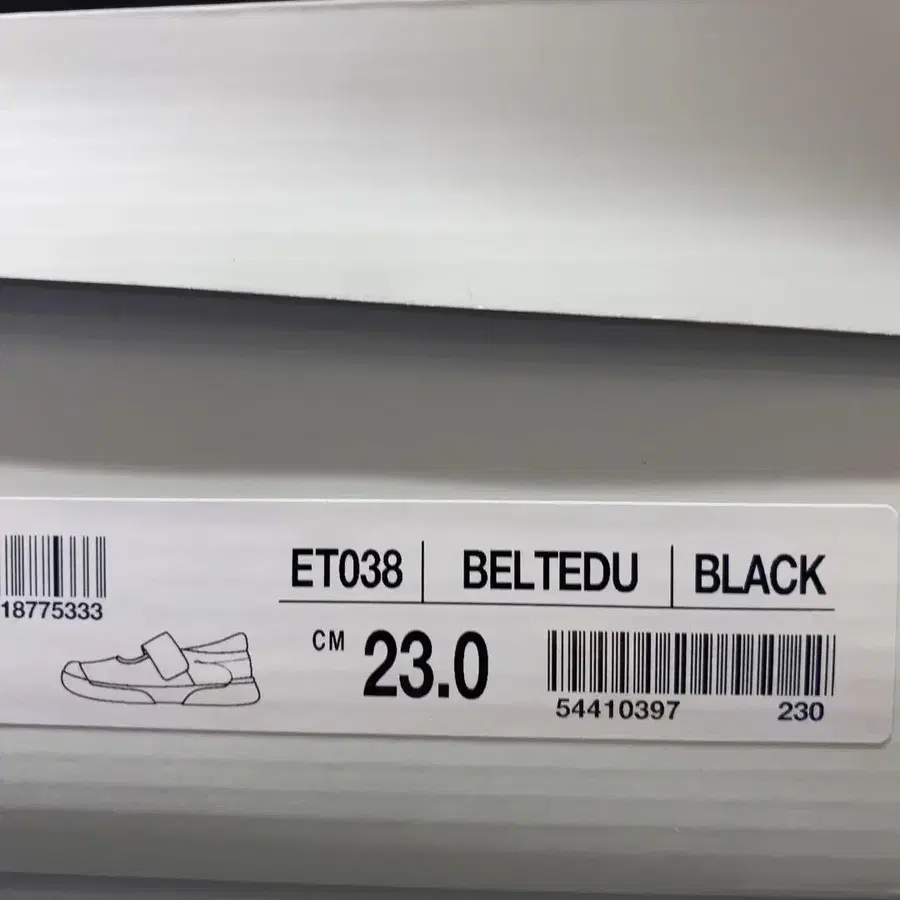 18775333
ET038 BELTEDU BLACK
CM 23.0
54410397 230